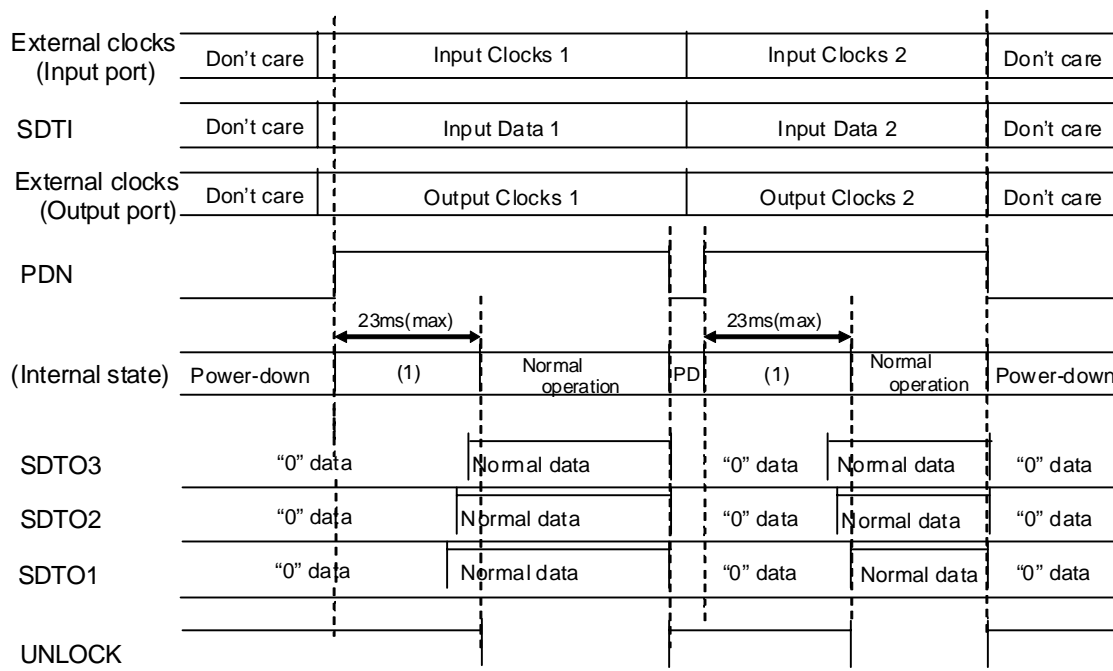 External clocks
(Input port)
Don't care
Input Clocks 1
Input Clocks 2
Don't care
SDTI
Don't care
Input Data 1
Input Data 2
Don't care
External clocks
(Output port)
Don't care
Output Clocks 1
Output Clocks 2
Don't care
PDN
23ms(max)
23ms(max)
(Internal state)
Power-down
(1)
Normal
operation
PD
(1)
Normal
operation
Power-down
SDTO3
“0” data
Normal data
“0” data
Normal data
“0” data
SDTO2
“0” data
Normal data
“0” data
Normal data
“0” data
SDTO1
“0” data
Normal data
“0” data
Normal data
“0” data
UNLOCK